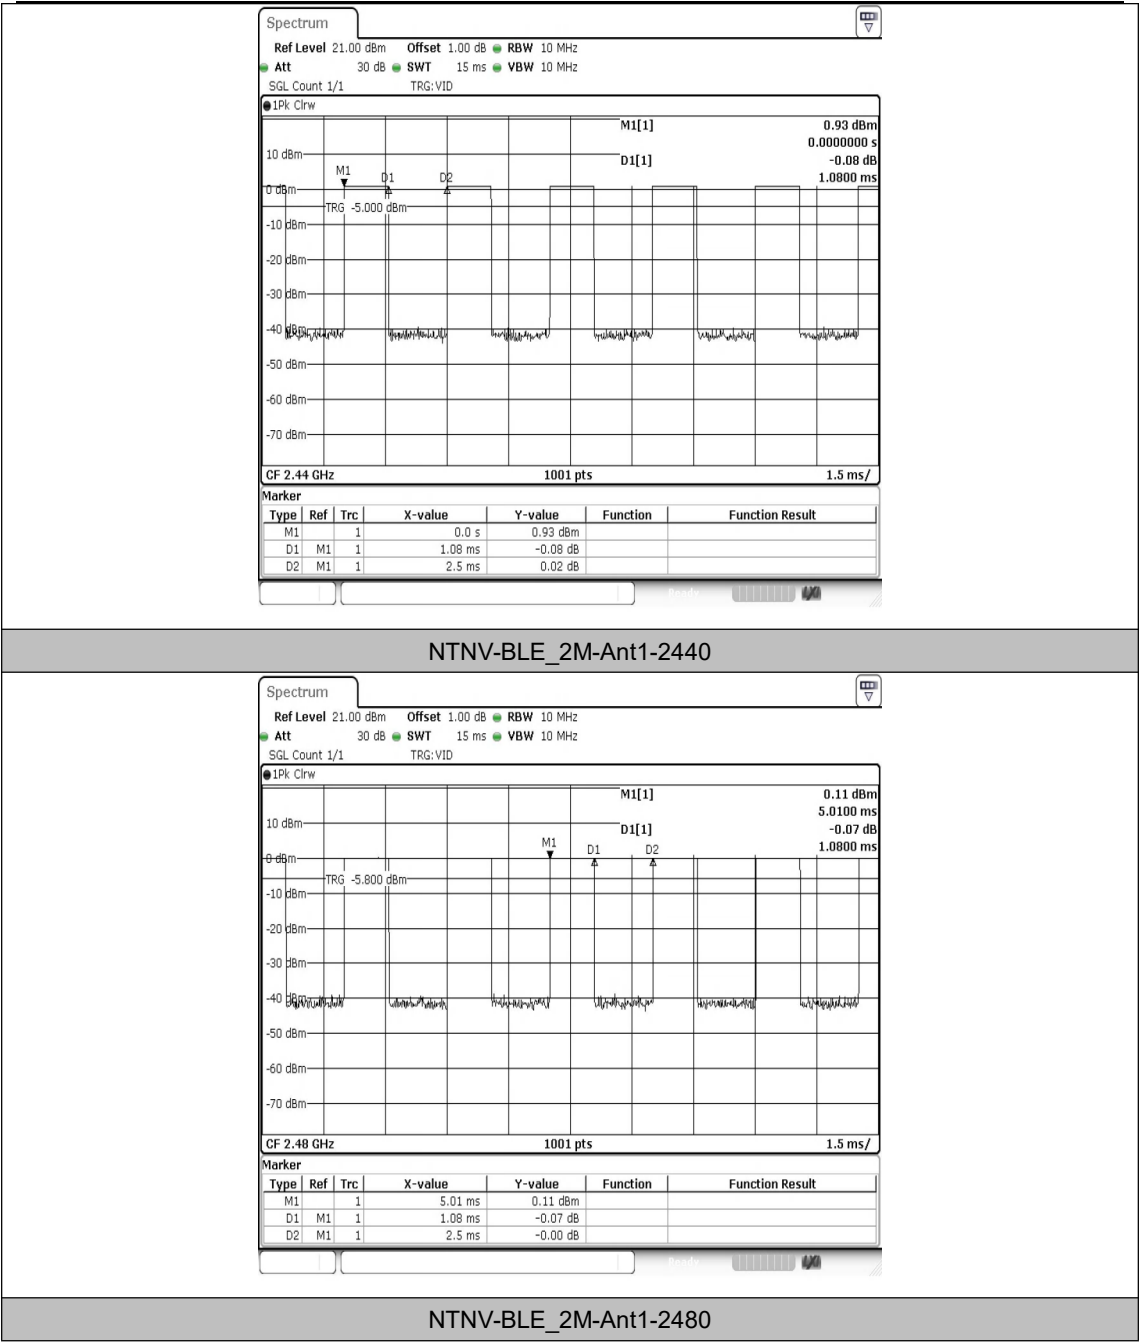 Spectrum
Ref Level 21.00 dBm Offset 1.00 dB RBW 10 MHz
Att 30 dB SWT 15 ms VBW 10 MHz
SGL Count 1/1 TRG:VID
1Pk Clrw
M1[1] 0.93 dBm
0.0000000 s
10 dBm D1[1] -0.08 dB
M1 D1 D2 1.0800 ms
0 dBm
TRG -5.000 dBm
-10 dBm
-20 dBm
-30 dBm
-40 dBm
-50 dBm
-60 dBm
-70 dBm
CF 2.44 GHz 1001 pts 1.5 ms/
Marker
Type Ref Trc X-value Y-value Function Function Result
M1 1 0.0 s 0.93 dBm
D1 M1 1 1.08 ms -0.08 dB
D2 M1 1 2.5 ms 0.02 dB
Ready
NTNV-BLE_2M-Ant1-2440
Spectrum
Ref Level 21.00 dBm Offset 1.00 dB RBW 10 MHz
Att 30 dB SWT 15 ms VBW 10 MHz
SGL Count 1/1 TRG:VID
1Pk Clrw
M1[1] 0.11 dBm
5.0100 ms
10 dBm D1[1] -0.07 dB
M1 D1 D2 1.0800 ms
0 dBm
TRG -5.800 dBm
-10 dBm
-20 dBm
-30 dBm
-40 dBm
-50 dBm
-60 dBm
-70 dBm
CF 2.48 GHz 1001 pts 1.5 ms/
Marker
Type Ref Trc X-value Y-value Function Function Result
M1 1 5.01 ms 0.11 dBm
D1 M1 1 1.08 ms -0.07 dB
D2 M1 1 2.5 ms -0.00 dB
Ready
NTNV-BLE_2M-Ant1-2480